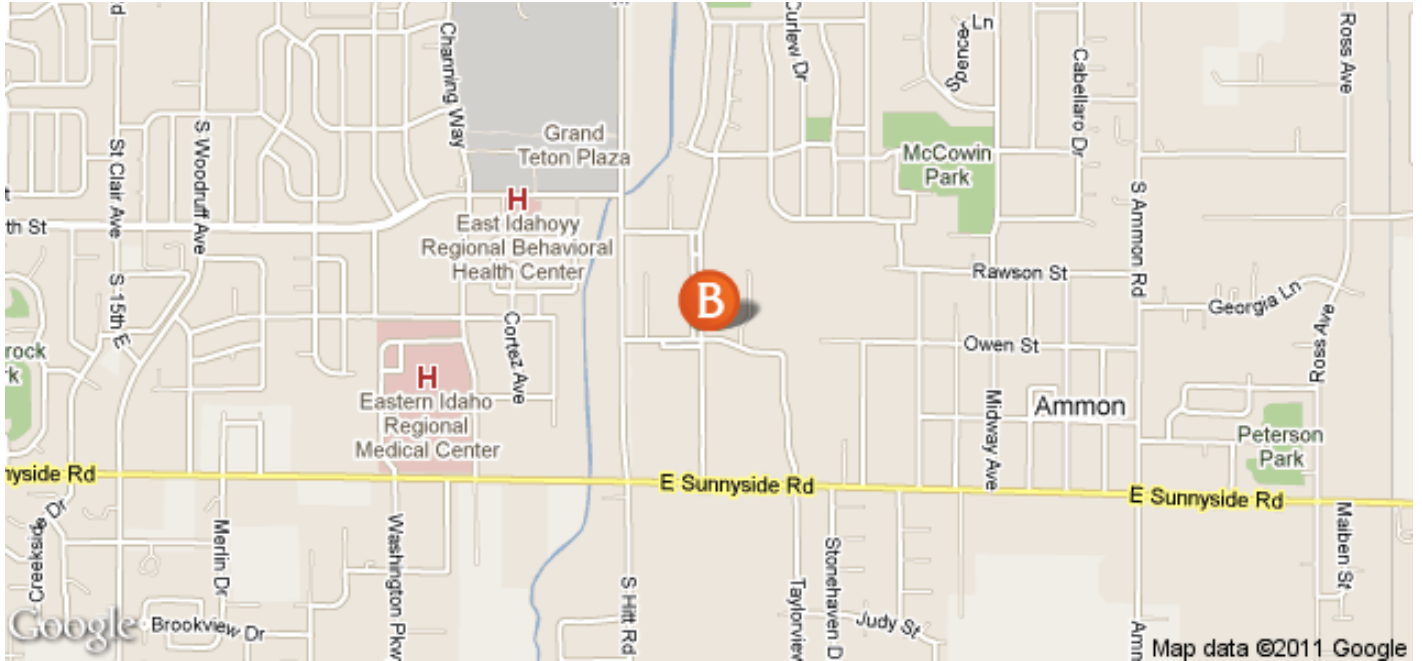 Channing Way
Curlew Dr
Spencer
Ln
Cabellaro Dr
Ross Ave
St Clair Ave
S Woodruff Ave
Grand
Teton Plaza
McCowin
Park
S Ammon Rd
th St
H
East Idahoyy
Regional Behavioral
Health Center
S 15th E
B
Rawson St
Georgia Ln
Ross Ave
rock
rk
Cortez Ave
Owen St
H
Eastern Idaho
Regional
Medical Center
Midway Ave
Ammon
Peterson
Park
nyside Rd
E Sunnyside Rd
E Sunnyside Rd
Creekside Dr
Merlin Dr
Washington Pkw
S Hitt Rd
Taylorview
Stonehaven D
Judy St
Maiben St
Amn
Google
Brookview Dr
Map data ©2011 Google